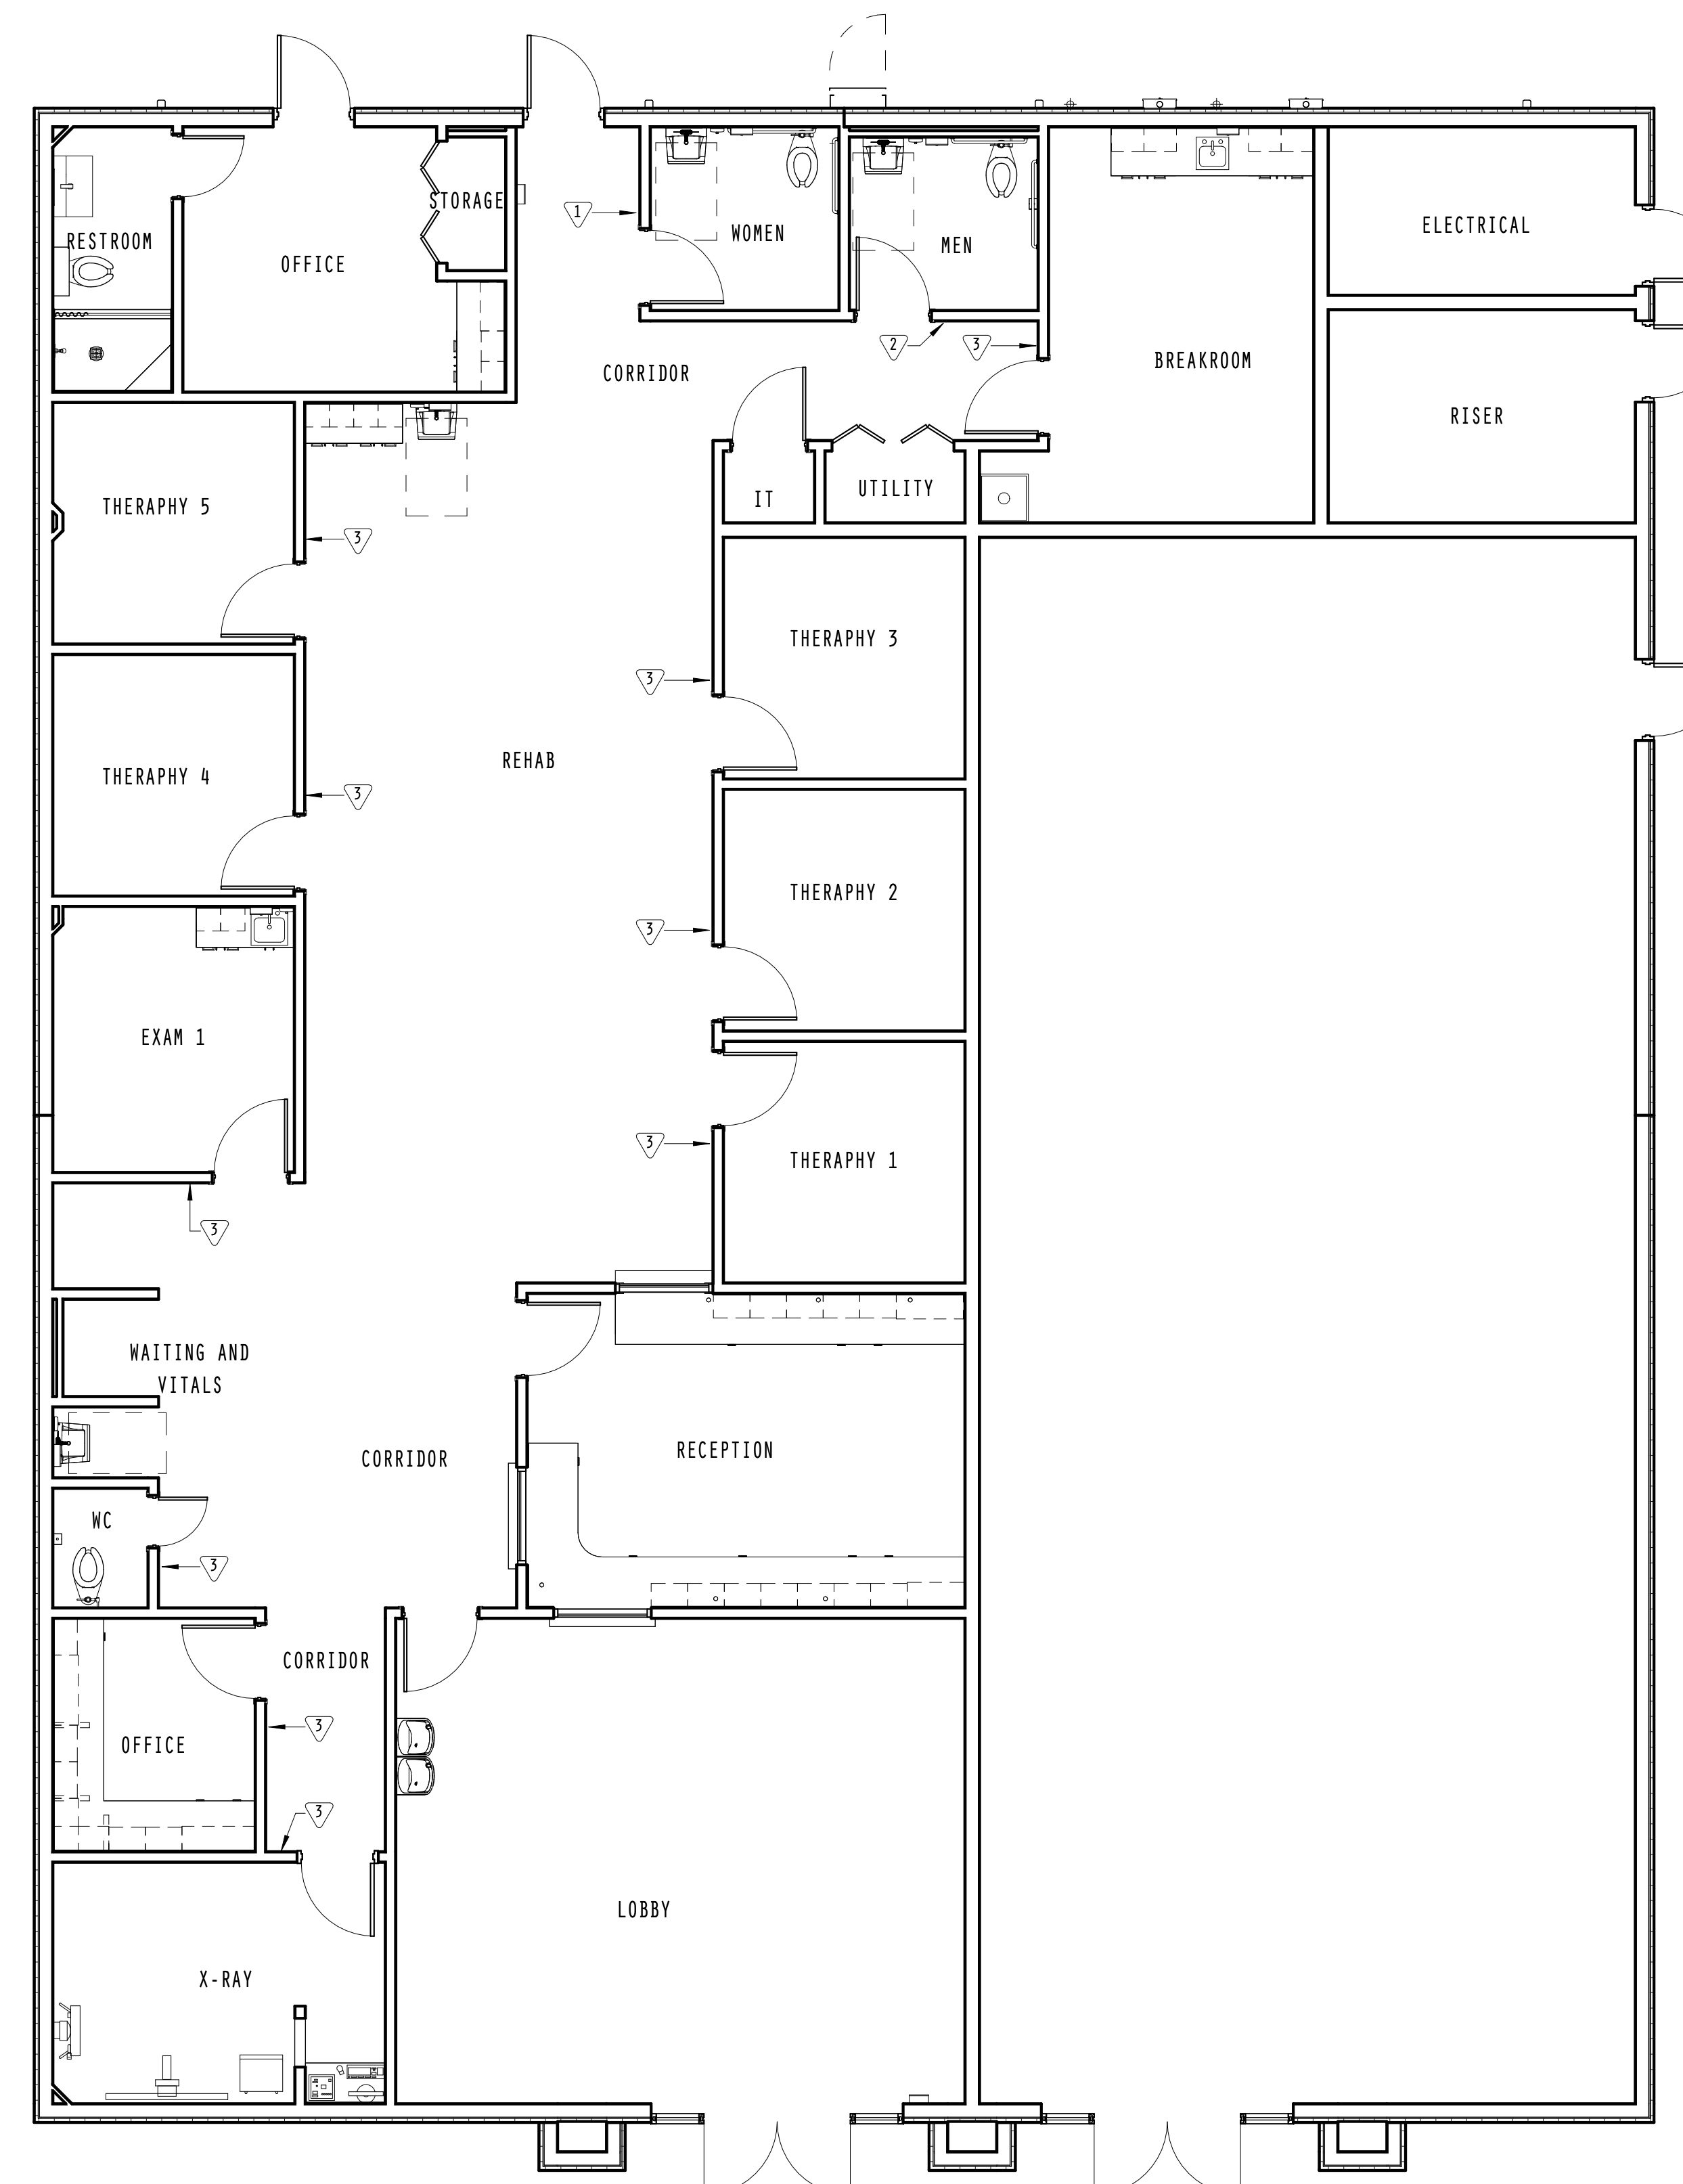 STORAGE
1
ELECTRICAL
WOMEN
RESTROOM
MEN
OFFICE
2
3
BREAKROOM
CORRIDOR
RISER
UTILITY
IT
THERAPHY 5
3
THERAPHY 3
3
REHAB
THERAPHY 4
3
THERAPHY 2
3
EXAM 1
3
THERAPHY 1
3
WAITING AND
VITALS
RECEPTION
CORRIDOR
WC
3
CORRIDOR
3
OFFICE
3
LOBBY
X-RAY